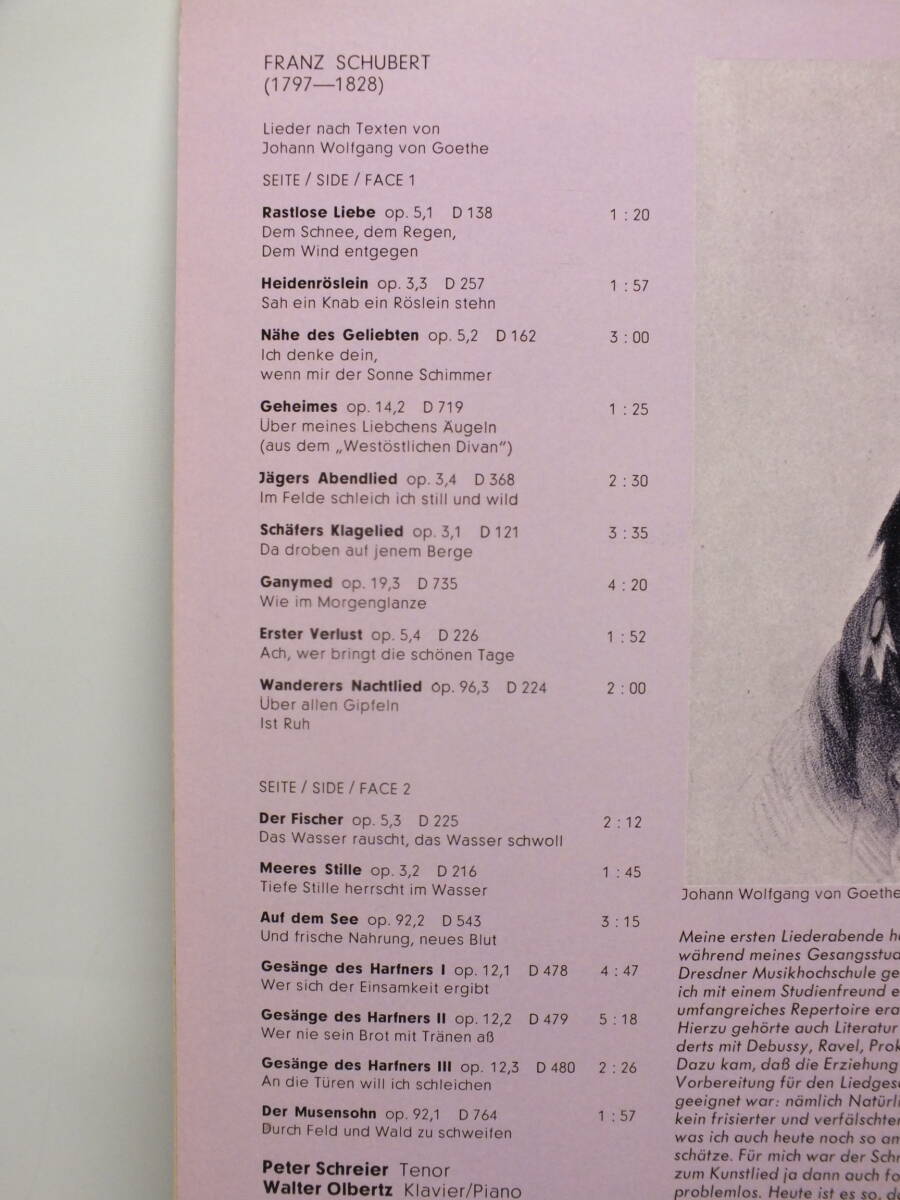 FRANZ SCHUBERT
(1797—1828)
Lieder nach Texten von
Johann Wolfgang von Goethe
SEITE / SIDE / FACE 1
Rastlose Liebe op. 5,1 D 138 1 : 20
Dem Schnee, dem Regen,
Dem Wind entgegen
Heidenröslein op. 3,3 D 257 1 : 57
Sah ein Knab ein Röslein stehn
Nähe des Geliebten op. 5,2 D 162 3 : 00
Ich denke dein,
wenn mir der Sonne Schimmer
Geheimes op. 14,2 D 719 1 : 25
Über meines Liebchens Äugeln
(aus dem „Westöstlichen Divan")
Jägers Abendlied op. 3,4 D 368 2 : 30
Im Felde schleich ich still und wild
Schäfers Klagelied op. 3,1 D 121 3 : 35
Da droben auf jenem Berge
Ganymed op. 19,3 D 735 4 : 20
Wie im Morgenglanze
Erster Verlust op. 5,4 D 226 1 : 52
Ach, wer bringt die schönen Tage
Wanderers Nachtlied op. 96,3 D 224 2 : 00
Über allen Gipfeln
Ist Ruh
SEITE / SIDE / FACE 2
Der Fischer op. 5,3 D 225 2 : 12
Das Wasser rauscht, das Wasser schwoll
Meeres Stille op. 3,2 D 216 1 : 45
Tiefe Stille herrscht im Wasser
Auf dem See op. 92,2 D 543 3 : 15
Und frische Nahrung, neues Blut
Gesänge des Harfners I op. 12,1 D 478 4 : 47
Wer sich der Einsamkeit ergibt
Gesänge des Harfners II op. 12,2 D 479 5 : 18
Wer nie sein Brot mit Tränen aß
Gesänge des Harfners III op. 12,3 D 480 2 : 26
An die Türen will ich schleichen
Der Musensohn op. 92,1 D 764 1 : 57
Durch Feld und Wald zu schweifen
Peter Schreier Tenor
Walter Olbertz Klavier/Piano
Johann Wolfgang von Goethe
Meine ersten Liederabende
während meines
Dresdner Musikhochschule
ich mit einem Studienfreund
umfangreiches Repertoire
Hierzu gehörte auch Literatur
derts mit Debussy, Ravel,
Dazu kam, daß die Erziehung
Vorbereitung für den
geeignet war: nämlich
kein frisierter und
was ich auch heute noch so
schätze. Für mich war der
zum Kunstlied ja dann auch
problemlos. Heute ist es so,